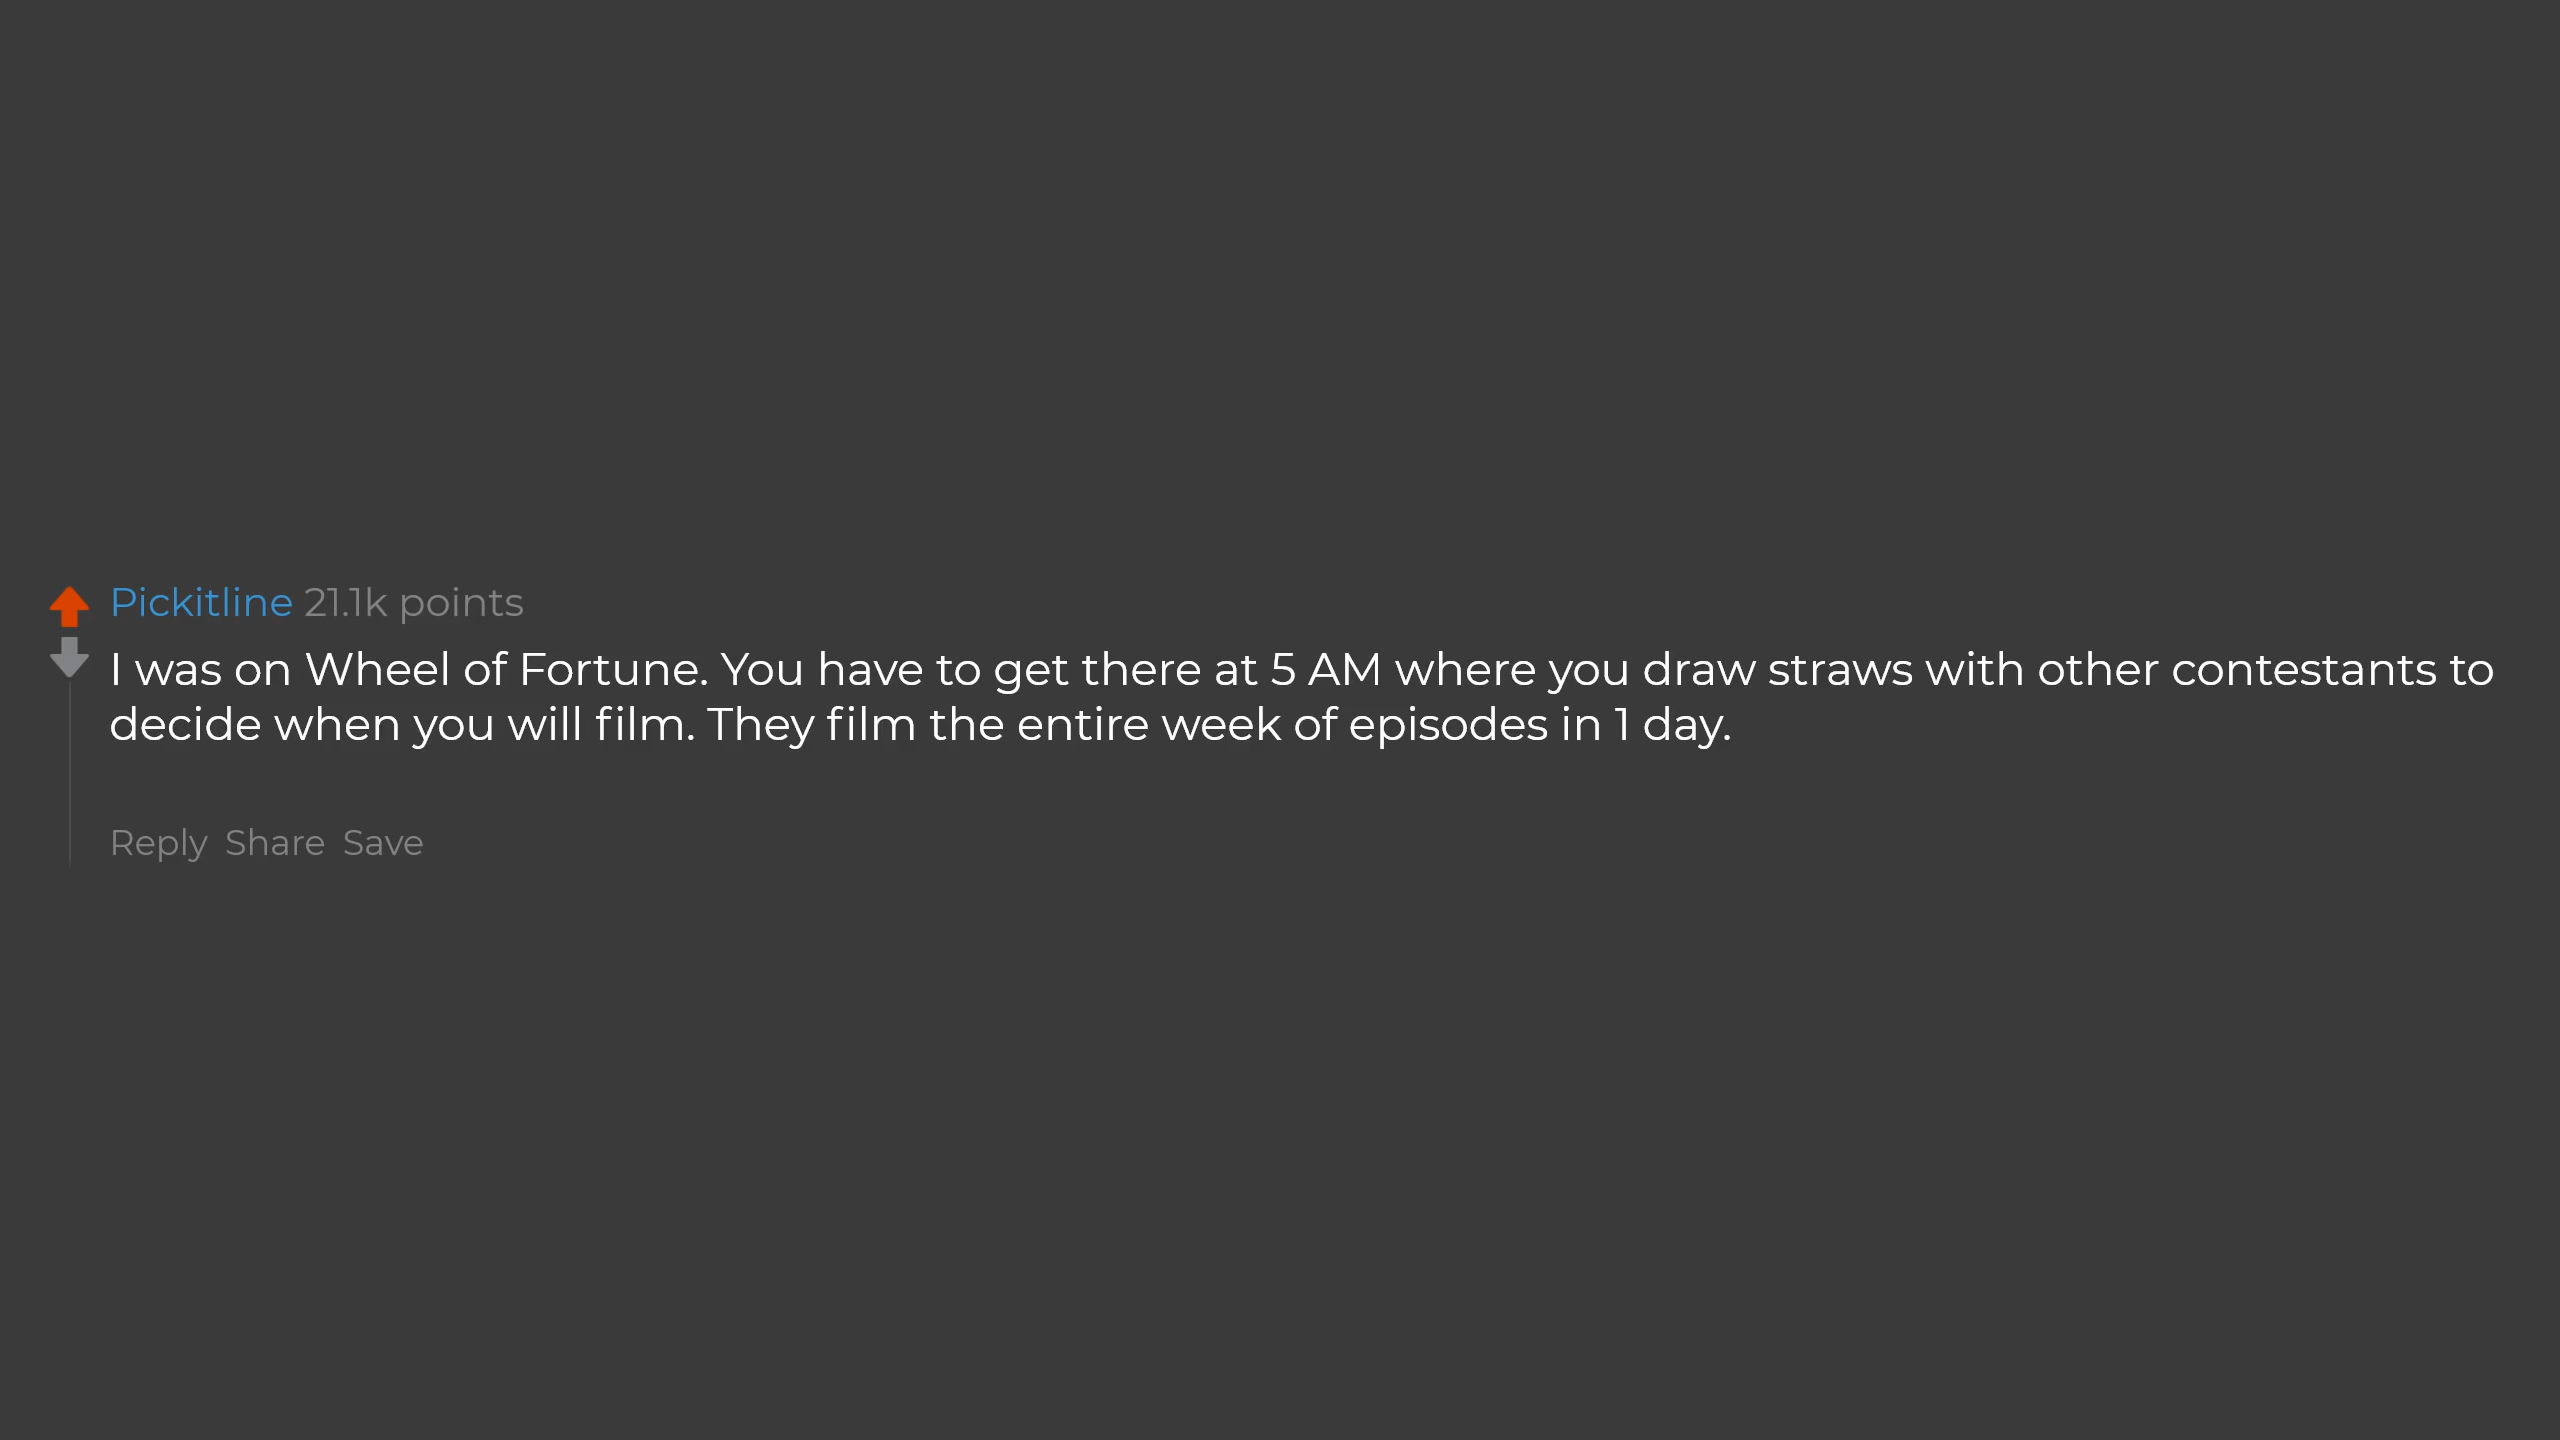 Pickitline 21.1k points
I was on Wheel of Fortune. You have to get there at 5 AM where you draw straws with other contestants to
decide when you will film. They film the entire week of episodes in 1 day.
Reply Share Save